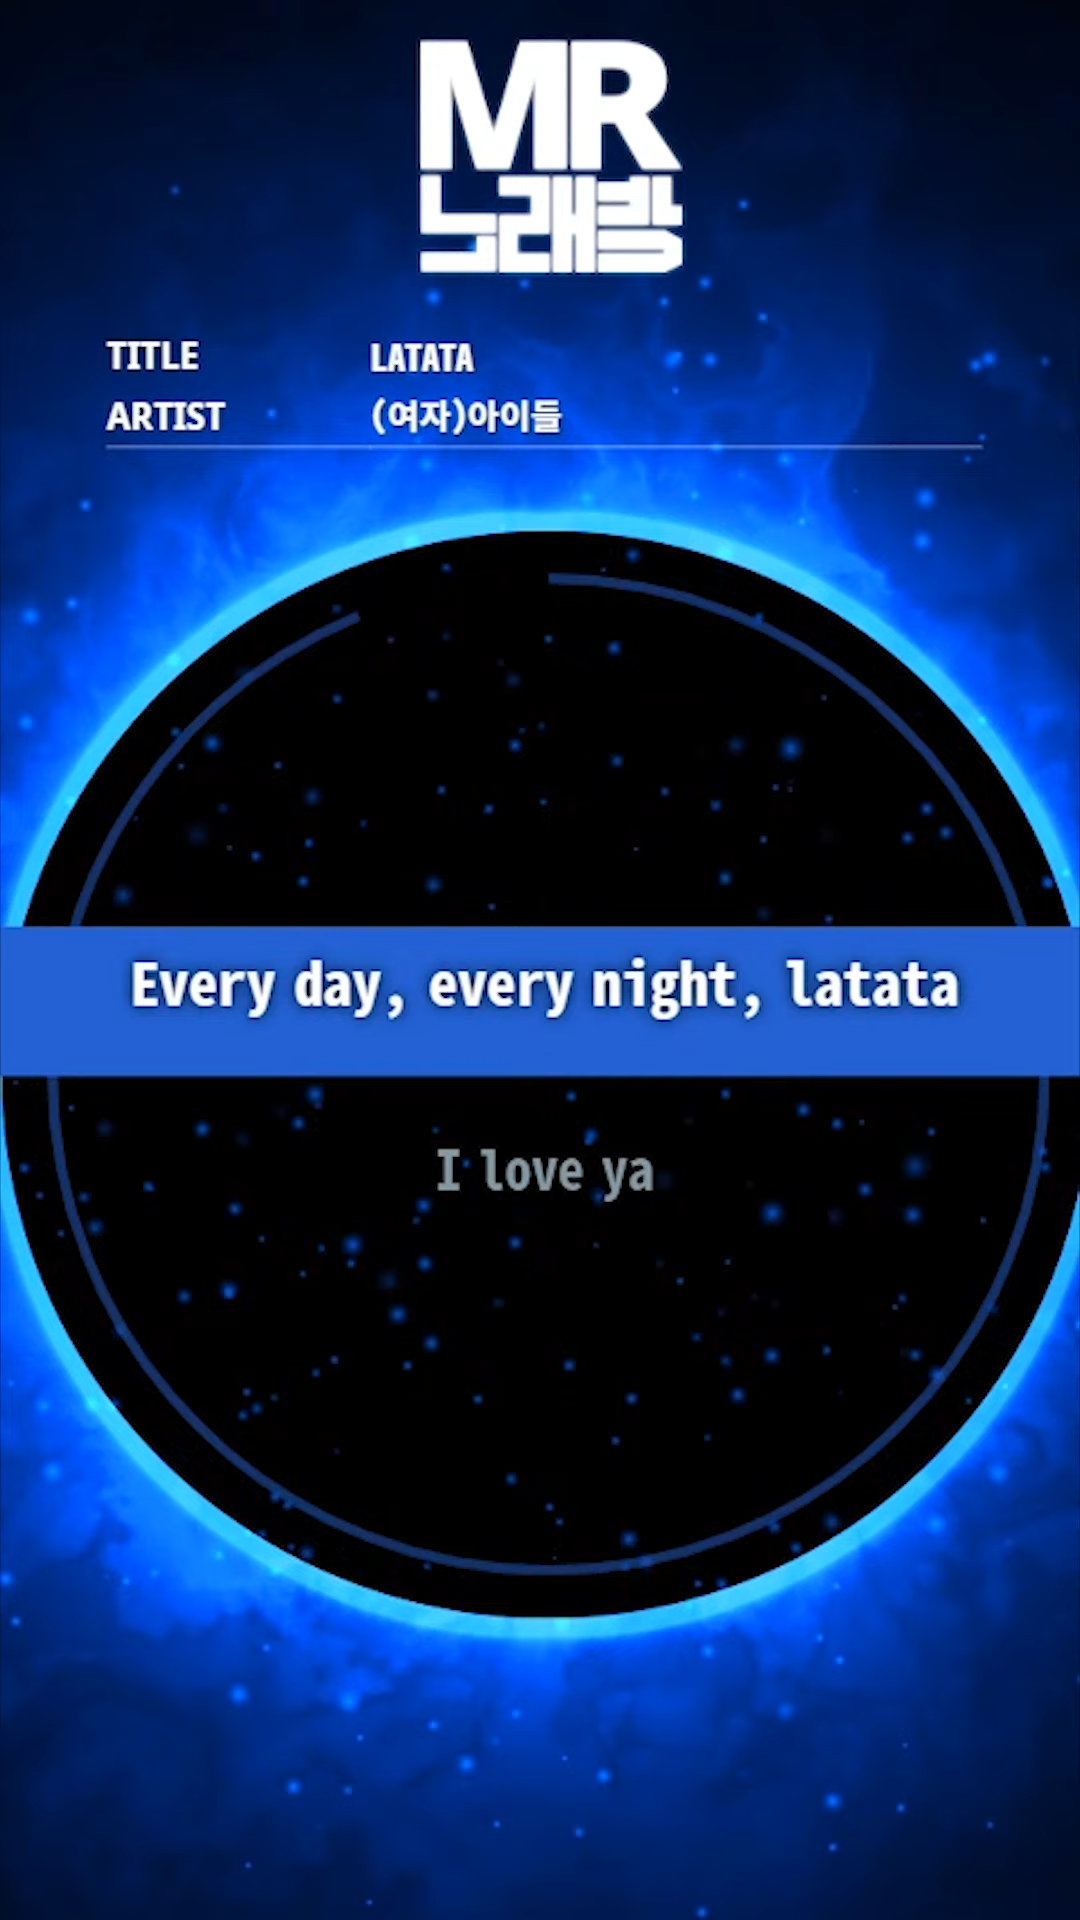 MR
노래방
TITLE LATATA
ARTIST (여자)아이들
Every day, every night, latata
I love ya